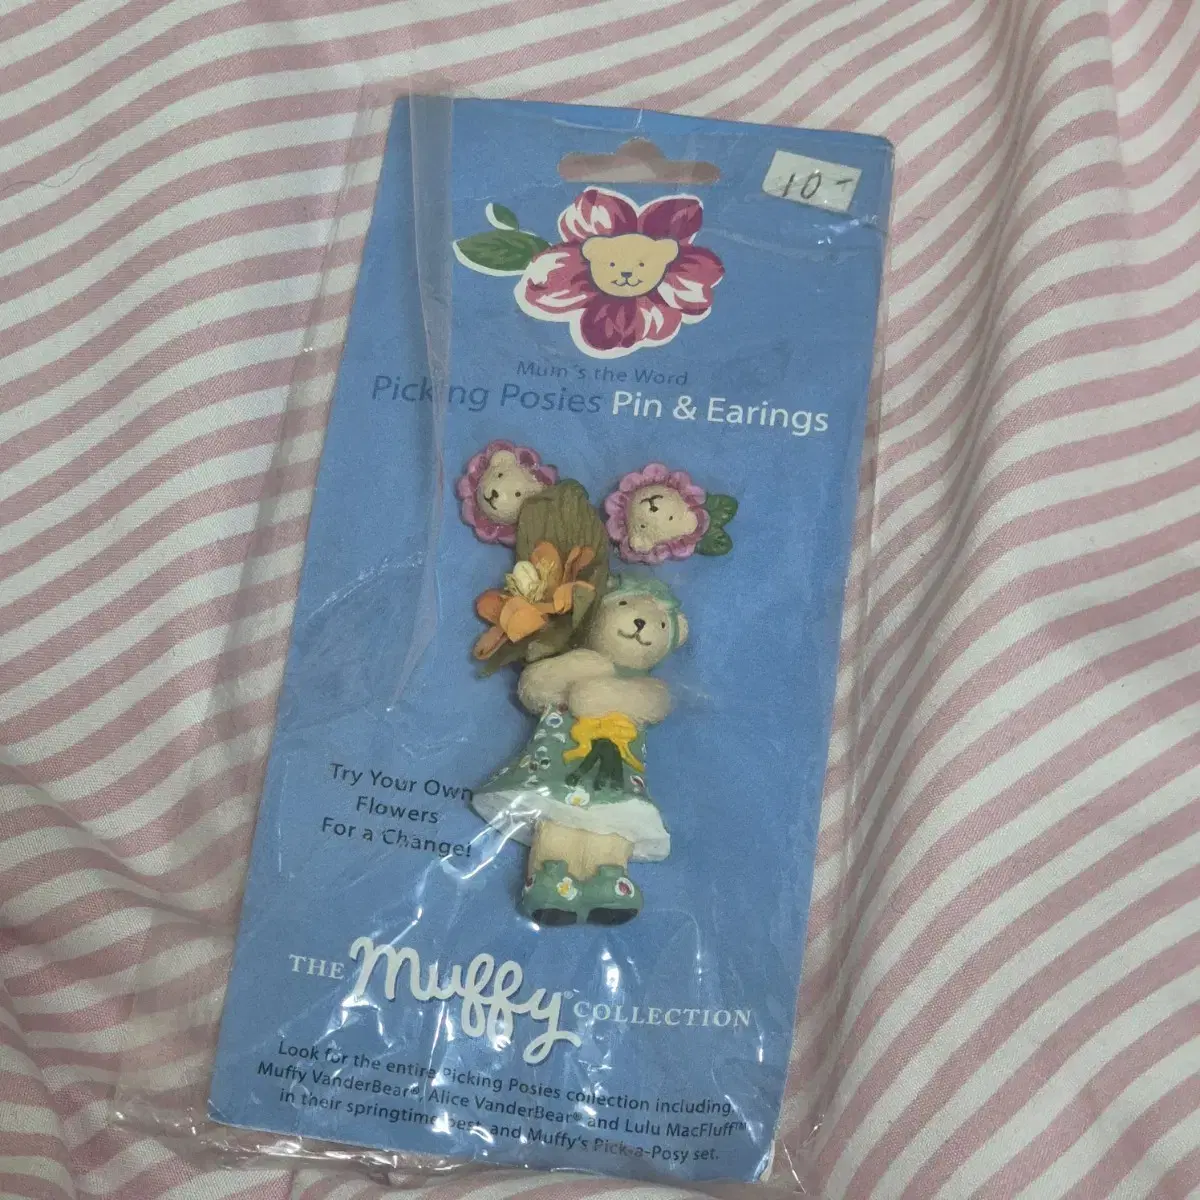 10-
Mum's the Word
Picking Posies Pin & Earings
Try Your Own
Flowers
For a Change!
THE Muffy COLLECTION
Look for the entire Picking Posies collection including,
Muffy VanderBear®, Alice VanderBear® and Lulu MacFluff™
in their springtime best, and Muffy's Pick-a-Posy set.